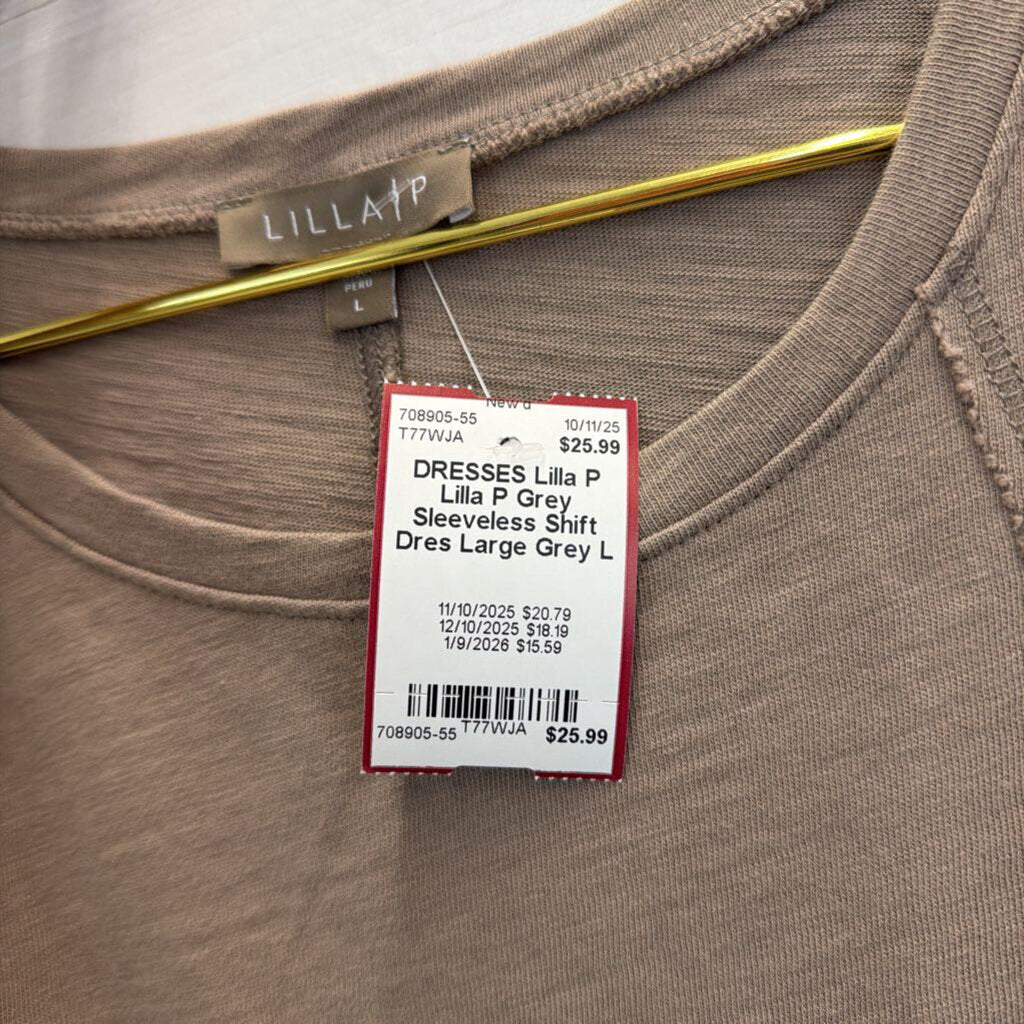 LILLA P
PERU
L
708905-55
10/11/25
T77WJA
$25.99
DRESSES Lilla P
Lilla P Grey
Sleeveless Shift
Dres Large Grey L
11/10/2025 $20.79
12/10/2025 $18.19
1/9/2026 $15.59
708905-55 T77WJA $25.99